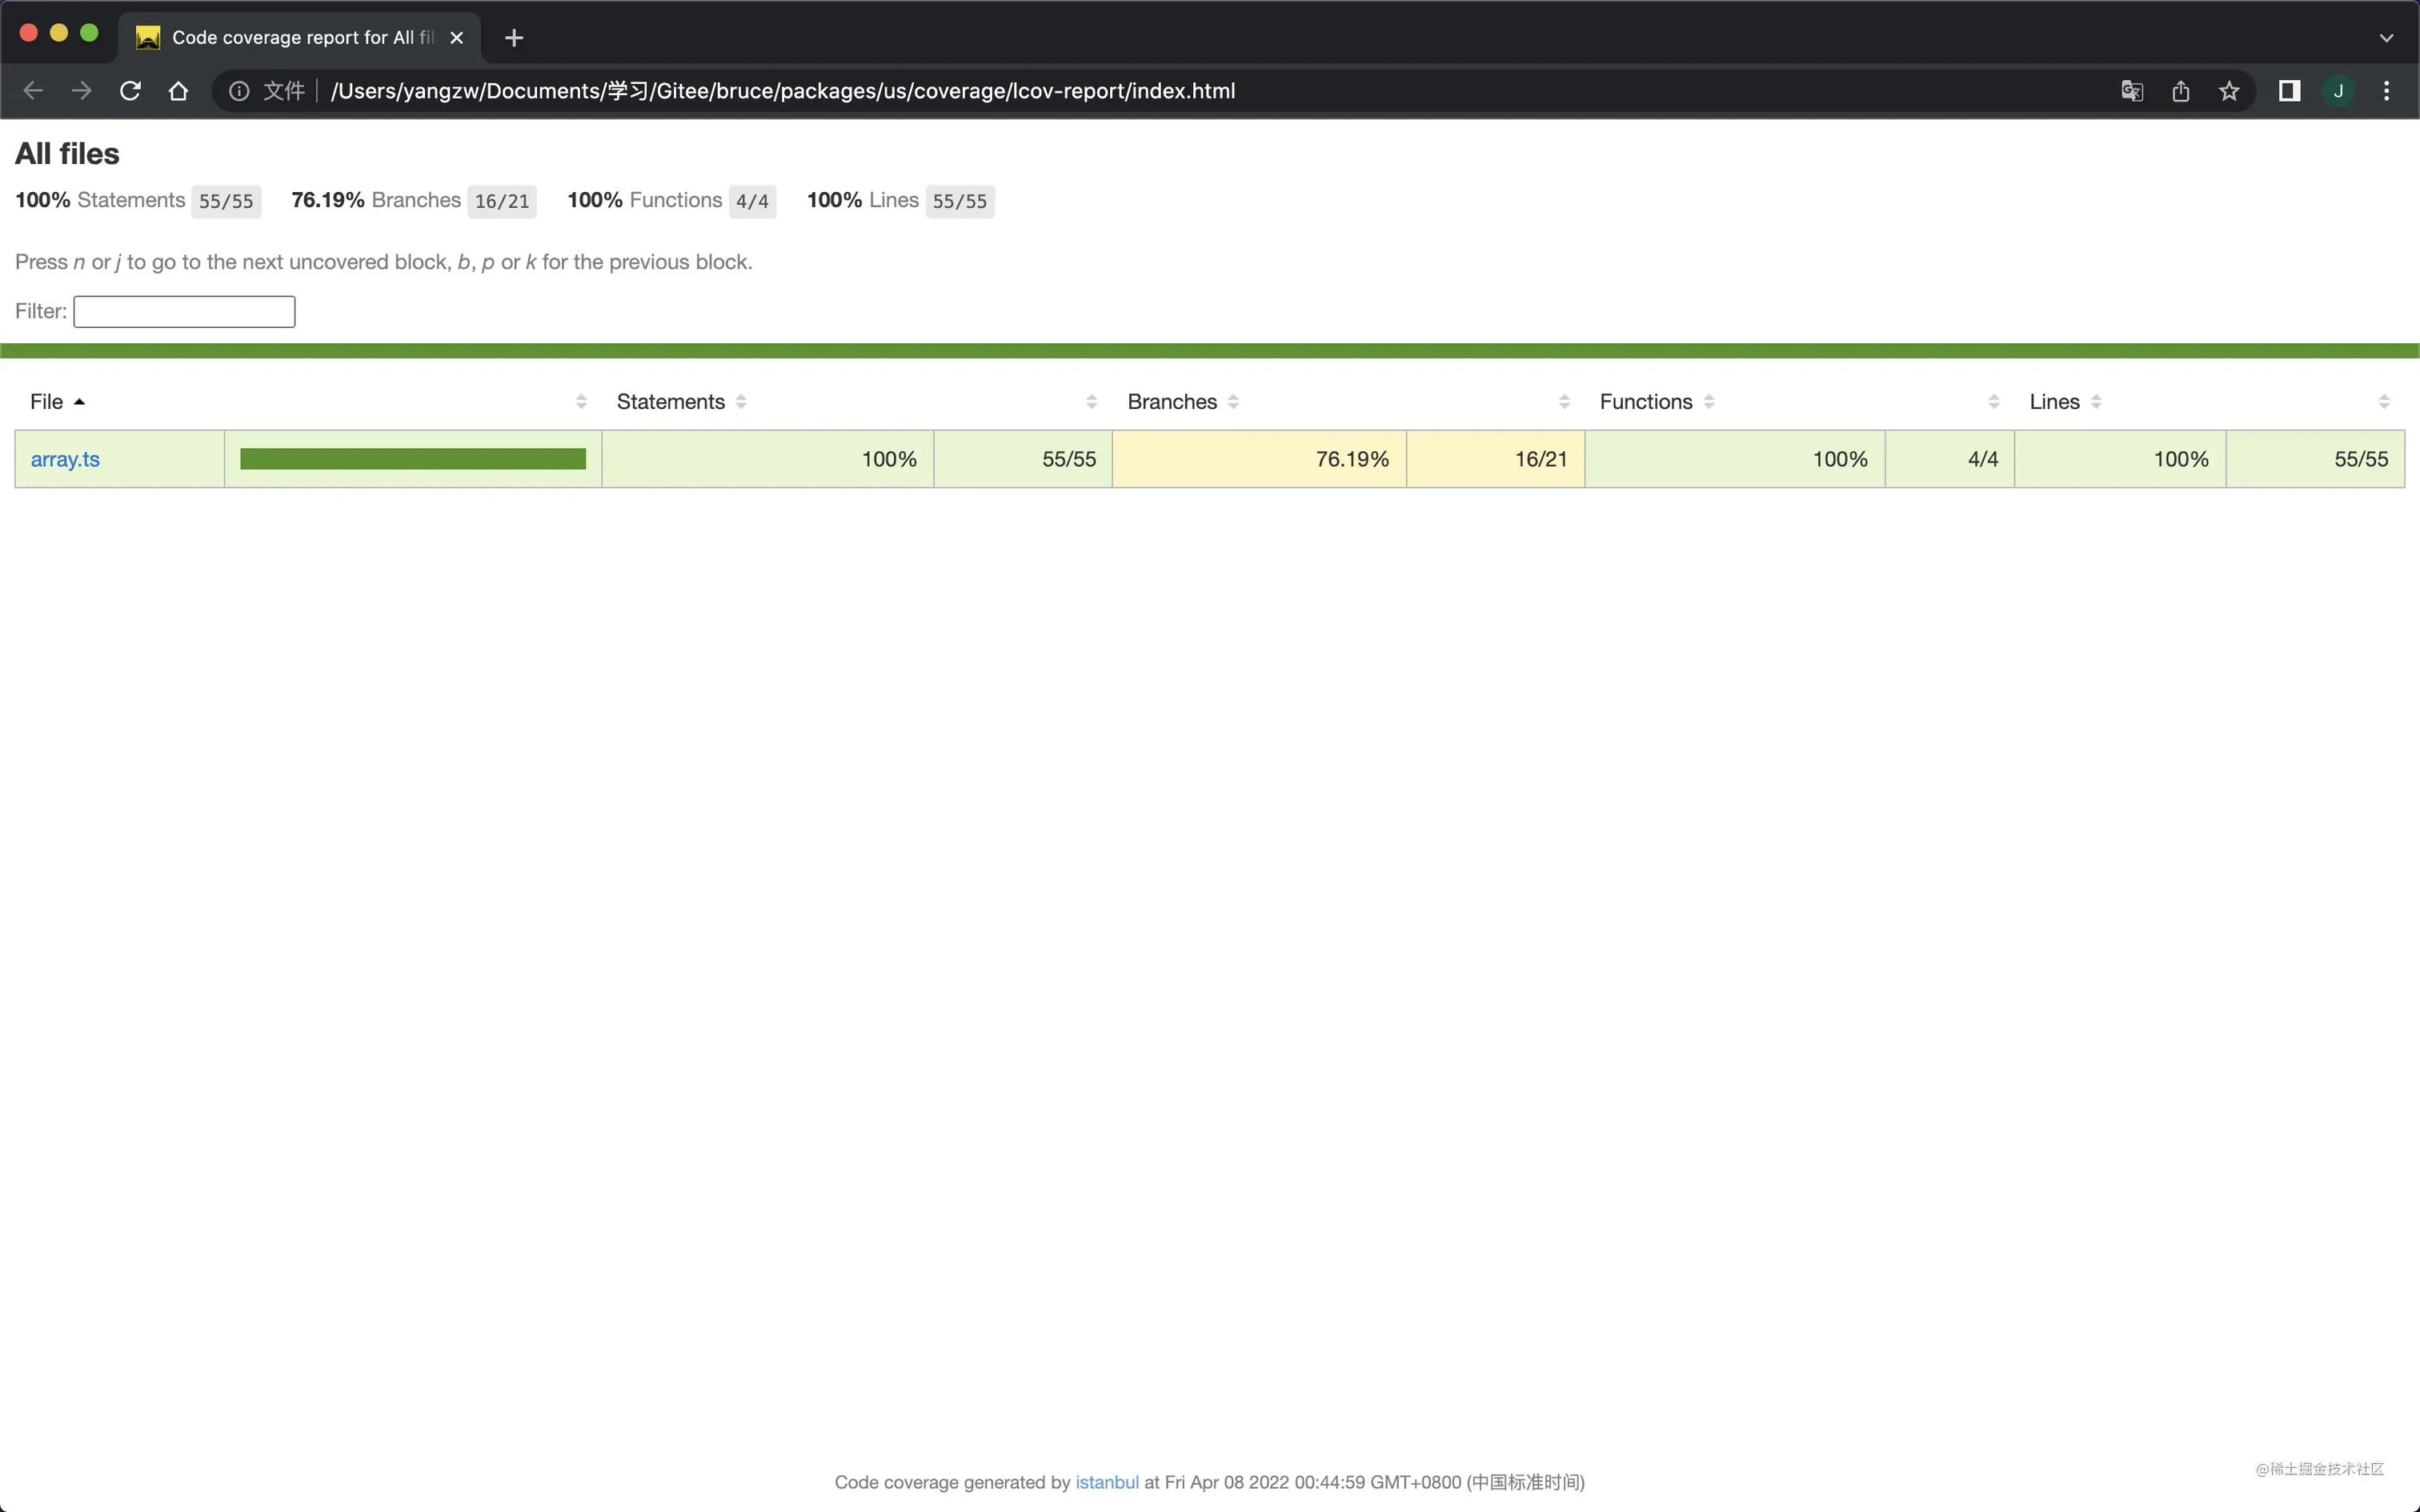 Code coverage report for All fil
文件 /Users/yangzw/Documents/学习/Gitee/bruce/packages/us/coverage/lcov-report/index.html
J
All files
100% Statements 55/55 76.19% Branches 16/21 100% Functions 4/4 100% Lines 55/55
Press n or j to go to the next uncovered block, b, p or k for the previous block.
Filter:
File Statements Branches Functions Lines
array.ts 100% 55/55 76.19% 16/21 100% 4/4 100% 55/55
@稀土掘金技术社区
Code coverage generated by istanbul at Fri Apr 08 2022 00:44:59 GMT+0800 (中国标准时间)